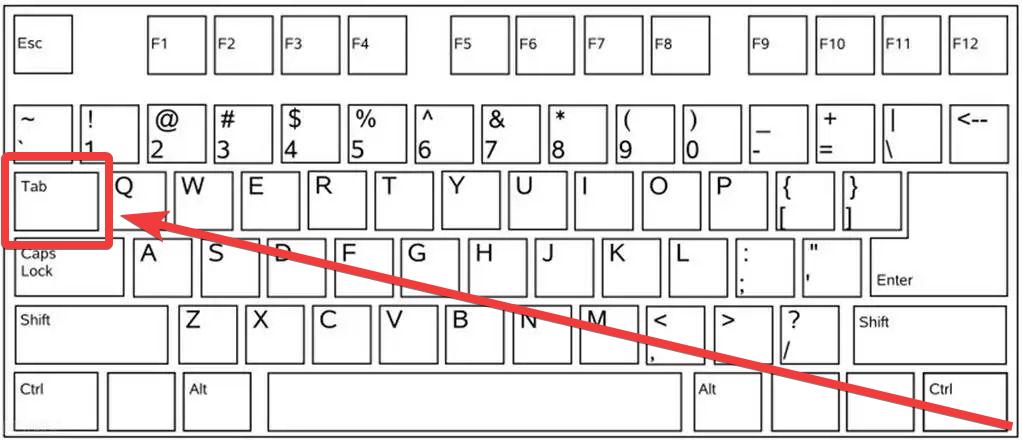 Esc F1 F2 F3 F4 F5 F6 F7 F8 F9 F10 F11 F12
~ ! @ # $ % ^ & * ( ) _ + | <--
` 1 2 3 4 5 6 7 8 9 0 - = \
Tab Q W E R T Y U I O P { }
[ ]
Caps A S D F G H J K L : "
Lock ; ' Enter
Shift Z X C V B N M < > ? Shift
, /
Ctrl Alt Alt Ctrl